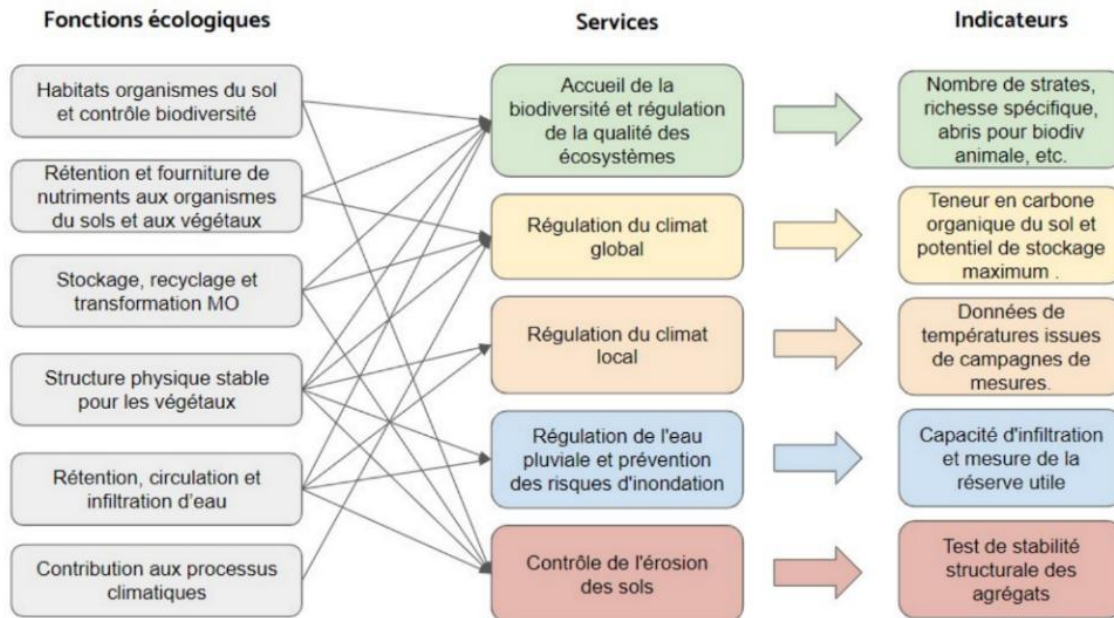 Fonctions écologiques
Services
Indicateurs
Habitats organismes du sol
et contrôle biodiversité
Rétention et fourniture de
nutriments aux organismes
du sols et aux végétaux
Stockage, recyclage et
transformation MO
Structure physique stable
pour les végétaux
Rétention, circulation et
infiltration d'eau
Contribution aux processus
climatiques
Accueil de la
biodiversité et régulation
de la qualité des
écosystèmes
Régulation du climat
global
Régulation du climat
local
Régulation de l'eau
pluviale et prévention
des risques d'inondation
Contrôle de l'érosion
des sols
Nombre de strates,
richesse spécifique,
abris pour biodiv
animale, etc.
Teneur en carbone
organique du sol et
potentiel de stockage
maximum .
Données de
températures issues
de campagnes de
mesures.
Capacité d'infiltration
et mesure de la
réserve utile
Test de stabilité
structurale des
agrégats